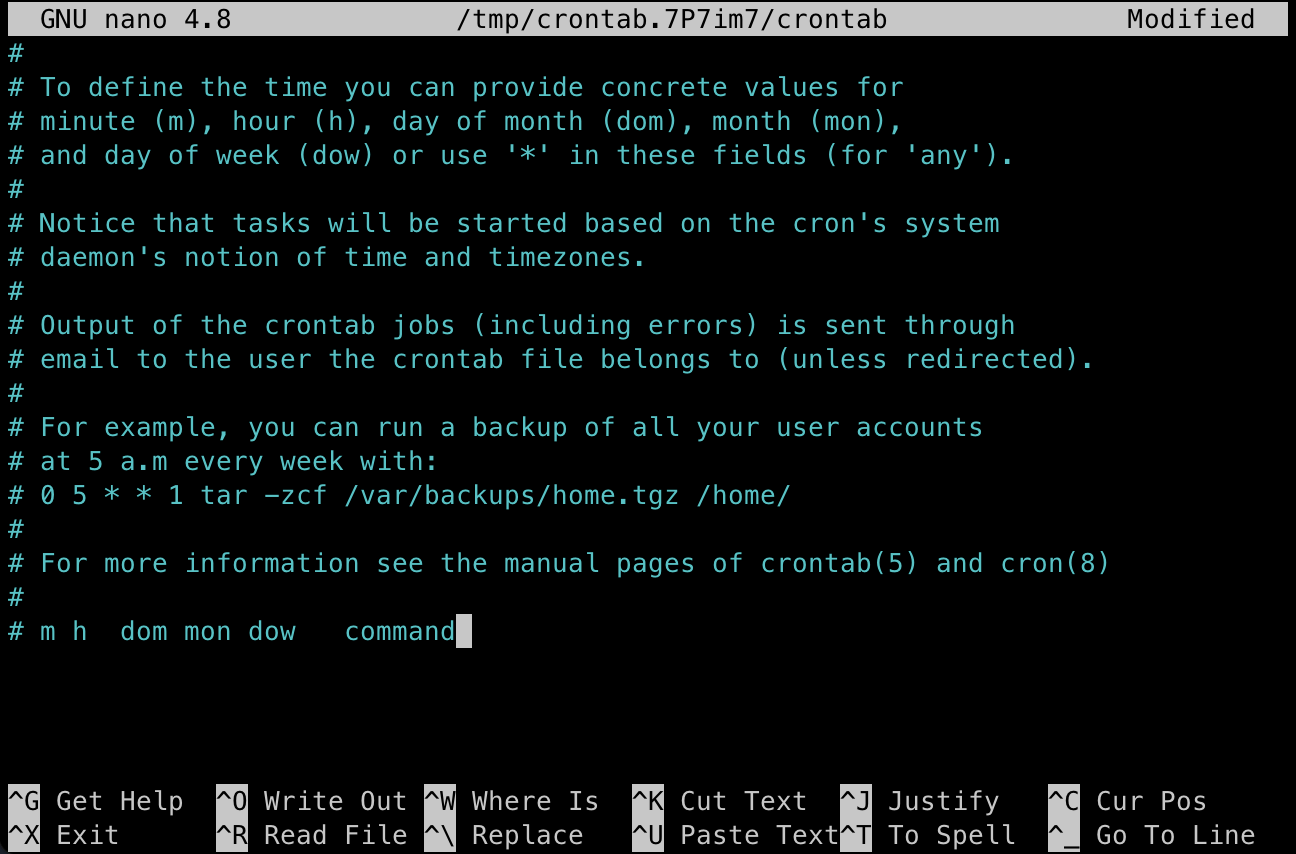 GNU nano 4.8 /tmp/crontab.7P7im7/crontab Modified
#
# To define the time you can provide concrete values for
# minute (m), hour (h), day of month (dom), month (mon),
# and day of week (dow) or use '*' in these fields (for 'any').
#
# Notice that tasks will be started based on the cron's system
# daemon's notion of time and timezones.
#
# Output of the crontab jobs (including errors) is sent through
# email to the user the crontab file belongs to (unless redirected).
#
# For example, you can run a backup of all your user accounts
# at 5 a.m every week with:
# 0 5 * * 1 tar -zcf /var/backups/home.tgz /home/
#
# For more information see the manual pages of crontab(5) and cron(8)
#
# m h  dom mon dow   command
^G Get Help ^O Write Out ^W Where Is ^K Cut Text ^J Justify ^C Cur Pos
^X Exit ^R Read File ^\ Replace ^U Paste Text ^T To Spell ^_ Go To Line